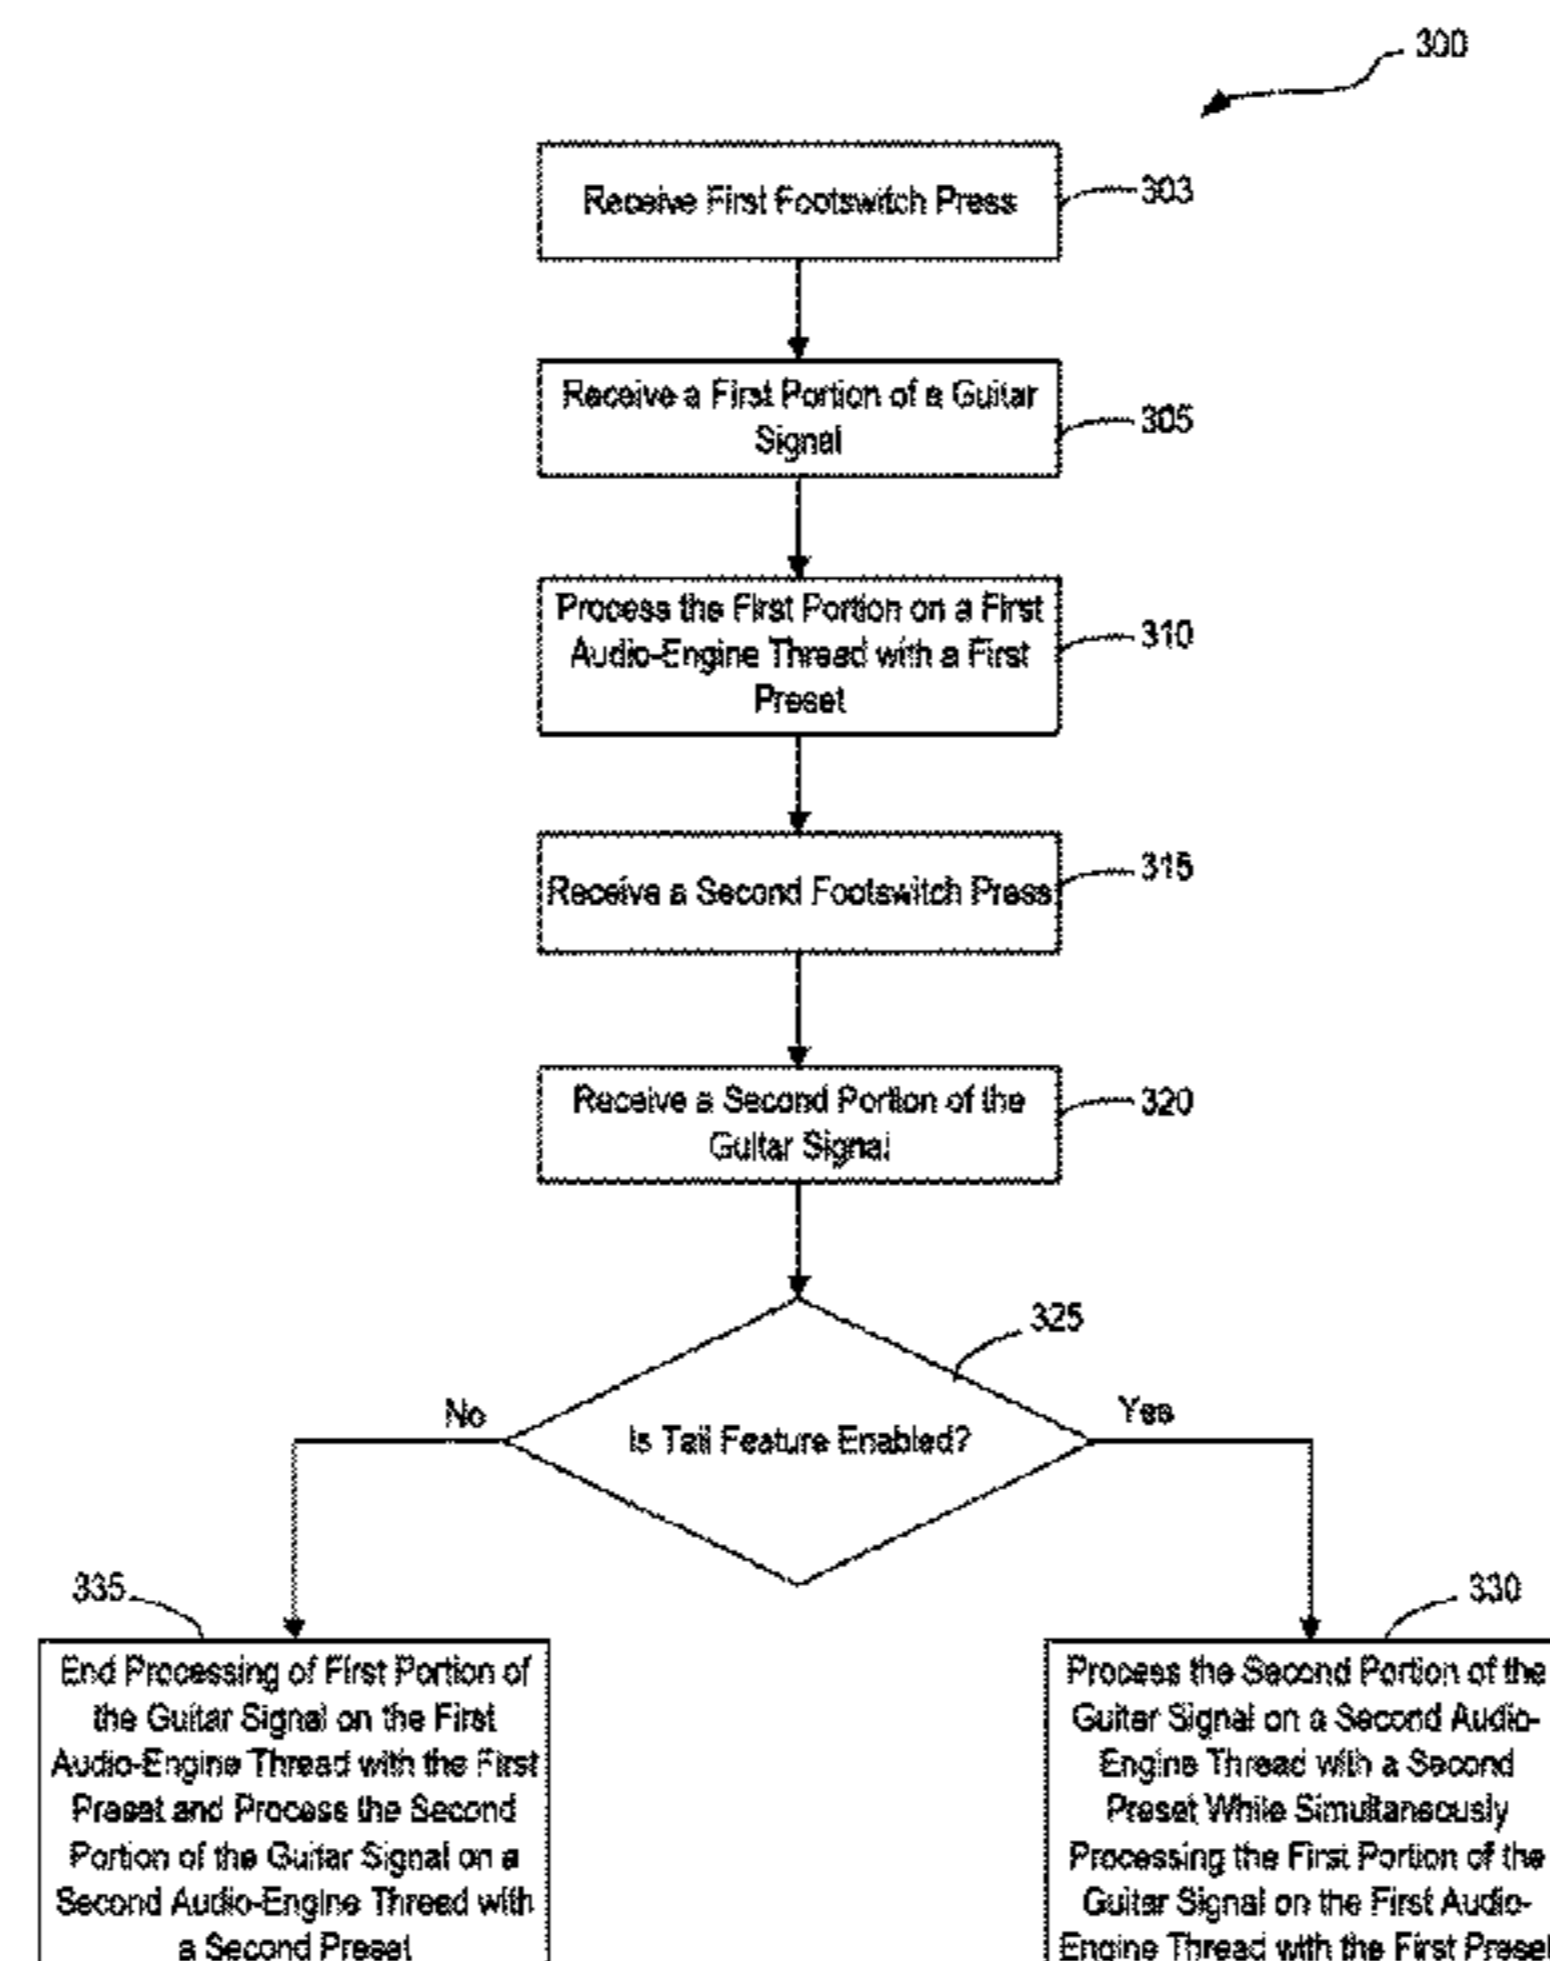 300
Receive First Footswitch Press
303
Receive a First Portion of a Guitar
Signal
305
Process the First Portion on a First
Audio-Engine Thread with a First
Preset
310
Receive a Second Footswitch Press
315
Receive a Second Portion of the
Guitar Signal
320
325
Is Tail Feature Enabled?
No
Yes
335
End Processing of First Portion of
the Guitar Signal on the First
Audio-Engine Thread with the First
Preset and Process the Second
Portion of the Guitar Signal on a
Second Audio-Engine Thread with
a Second Preset
330
Process the Second Portion of the
Guitar Signal on a Second Audio-
Engine Thread with a Second
Preset While Simultaneously
Processing the First Portion of the
Guitar Signal on the First Audio-
Engine Thread with the First Preset